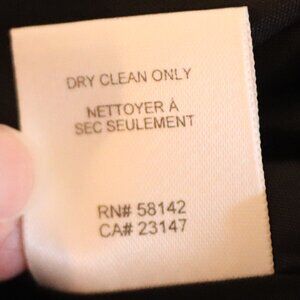 DRY CLEAN ONLY
NETTOYER À
SEC SEULEMENT
RN# 58142
CA# 23147